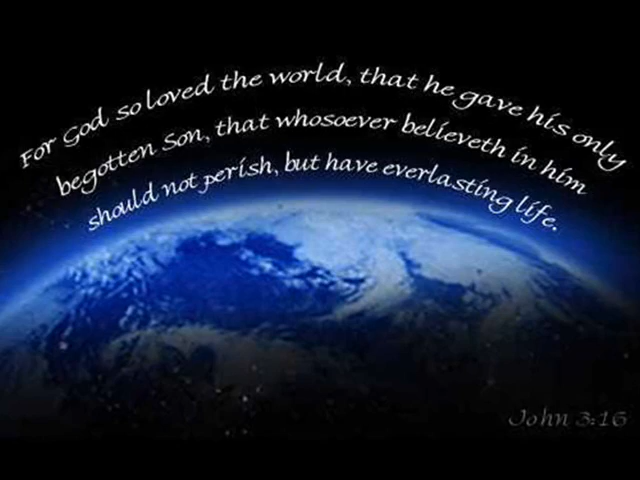 For God so loved the world, that he gave his only
begotten Son, that whosoever believeth in him
should not perish, but have everlasting life.
John 3:16